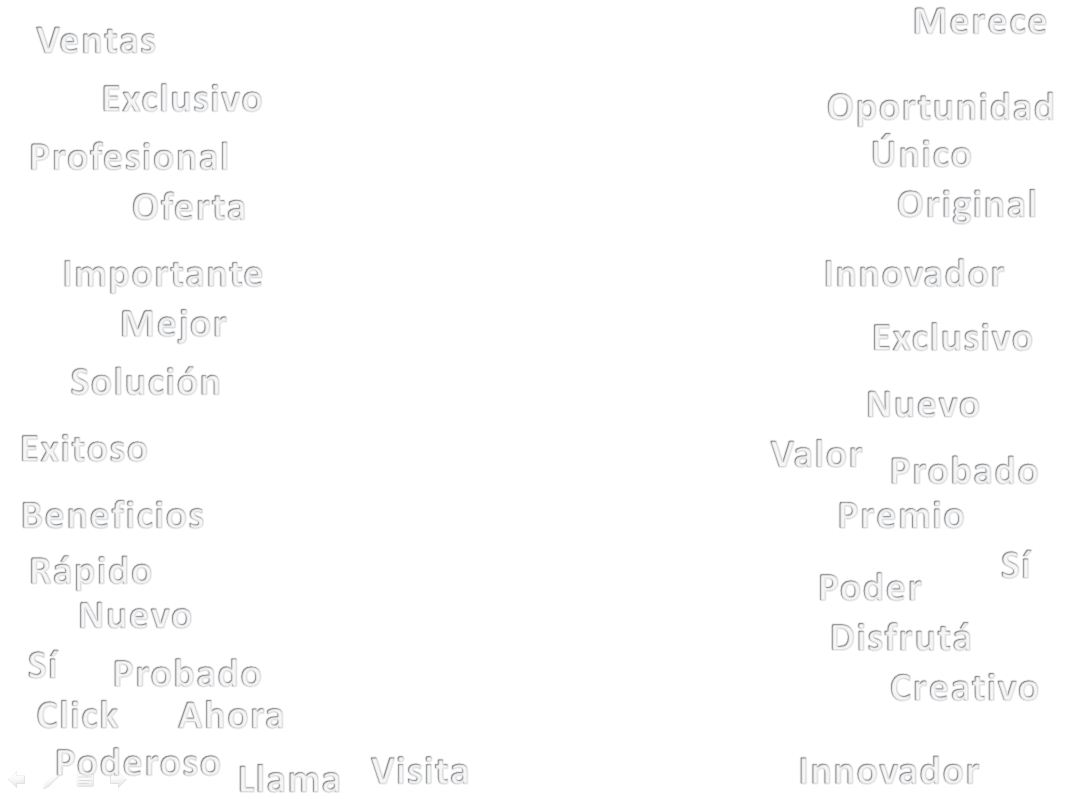 Ventas
Exclusivo
Profesional
Oferta
Importante
Mejor
Solución
Exitoso
Beneficios
Rápido
Nuevo
Sí Probado
Click Ahora
Poderoso
Llama Visita
Merece
Oportunidad
Único
Original
Innovador
Exclusivo
Nuevo
Valor Probado
Premio
Sí
Poder
Disfrutá
Creativo
Innovador